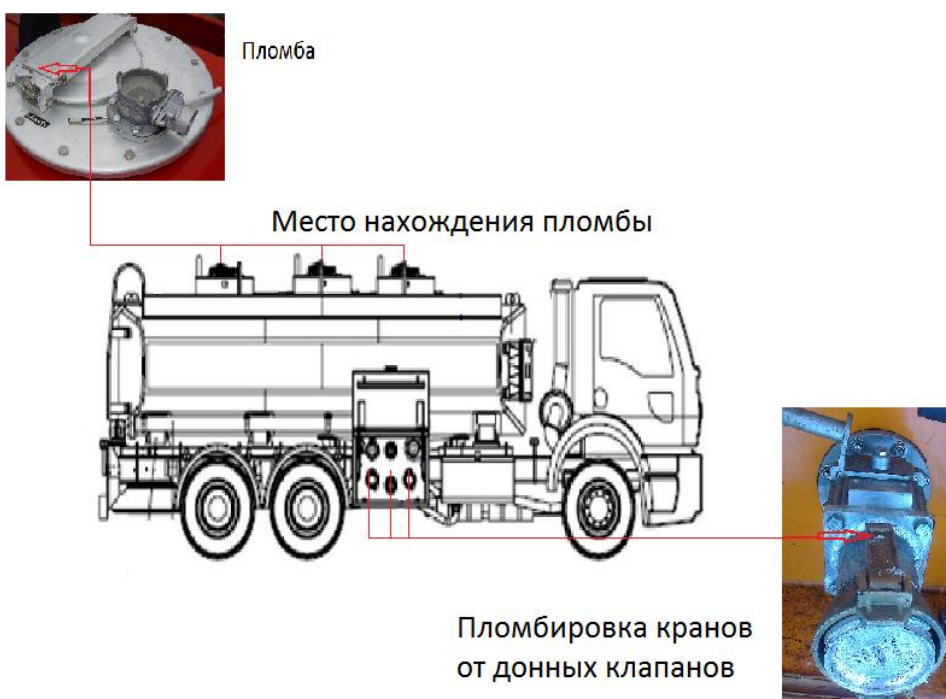 Пломба
Место нахождения пломбы
Пломбировка кранов
от донных клапанов